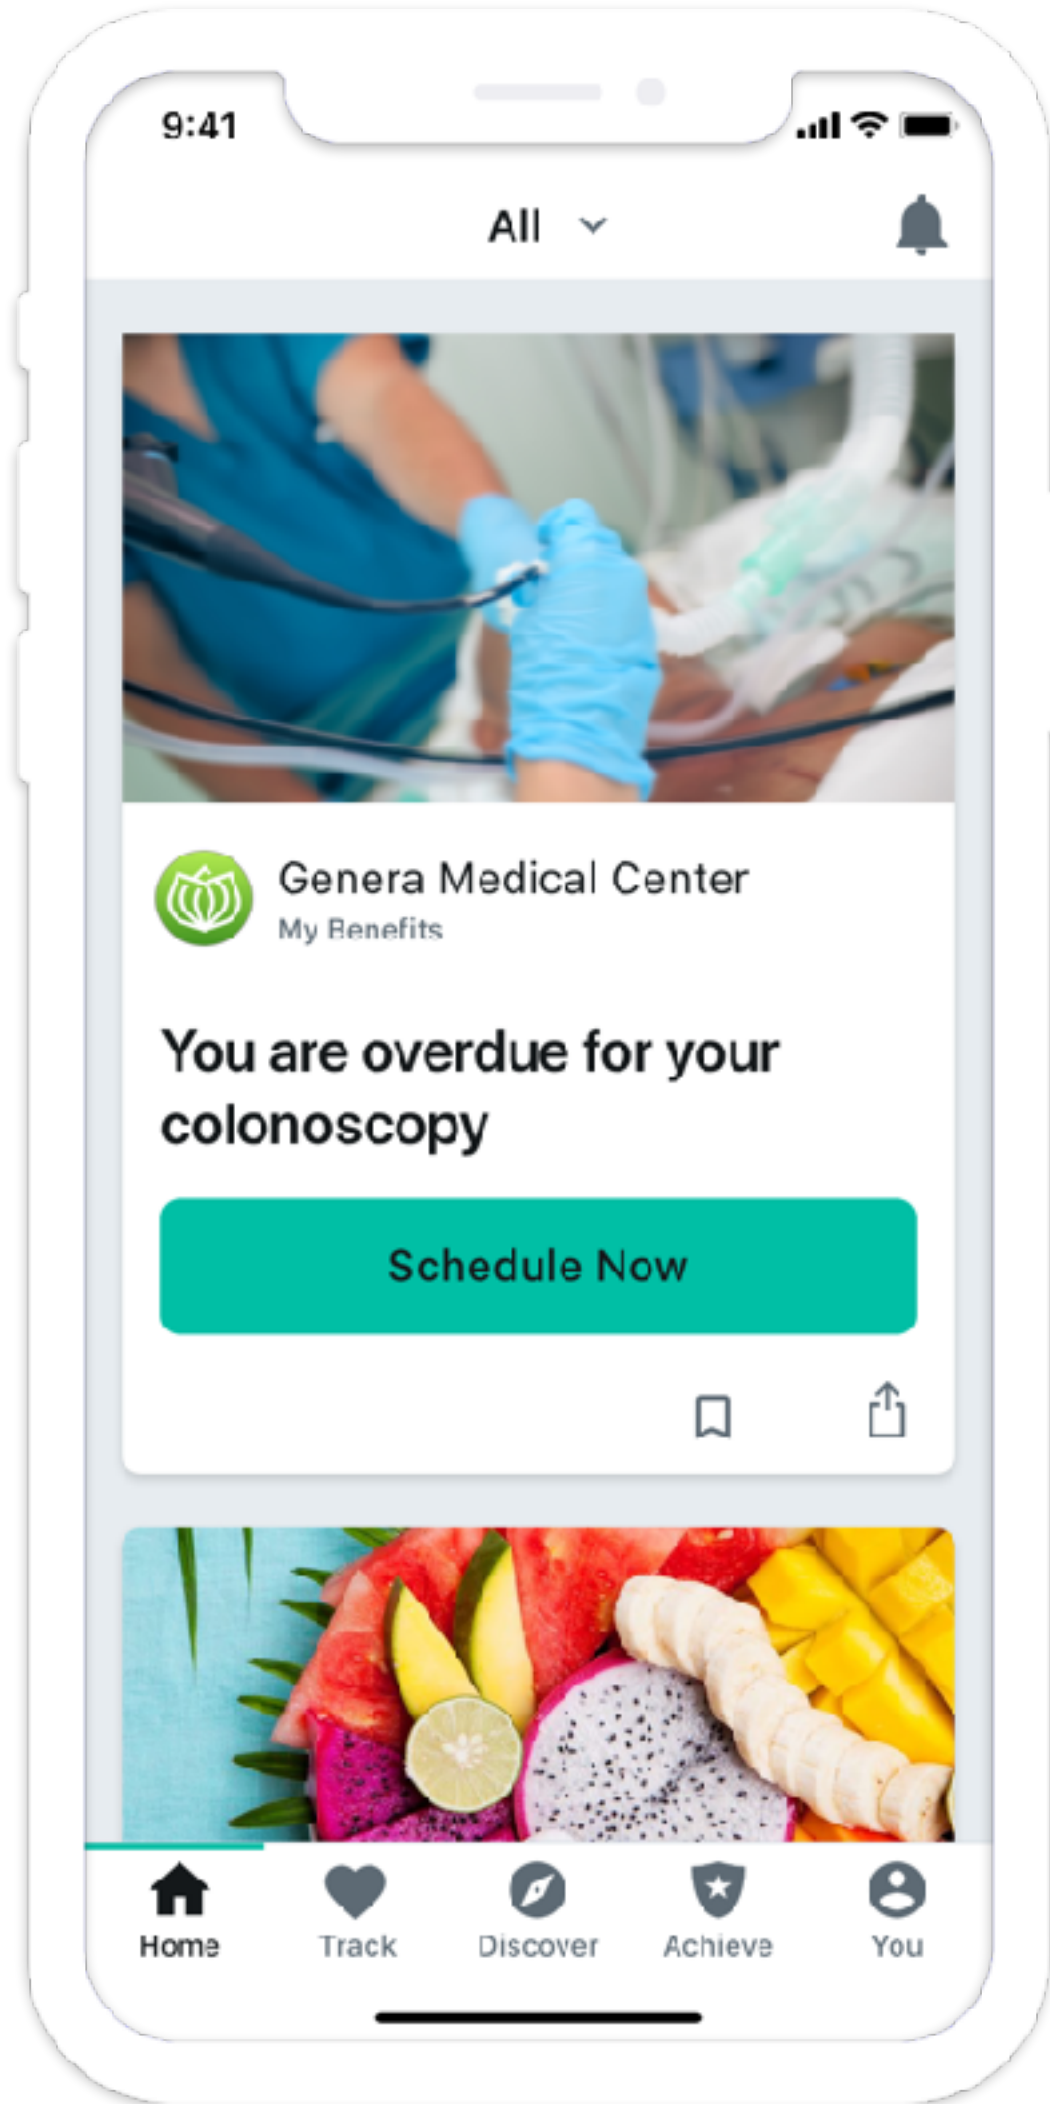 9:41
All
Genera Medical Center
My Benefits
You are overdue for your
colonoscopy
Schedule Now
Home
Track
Discover
Achieve
You